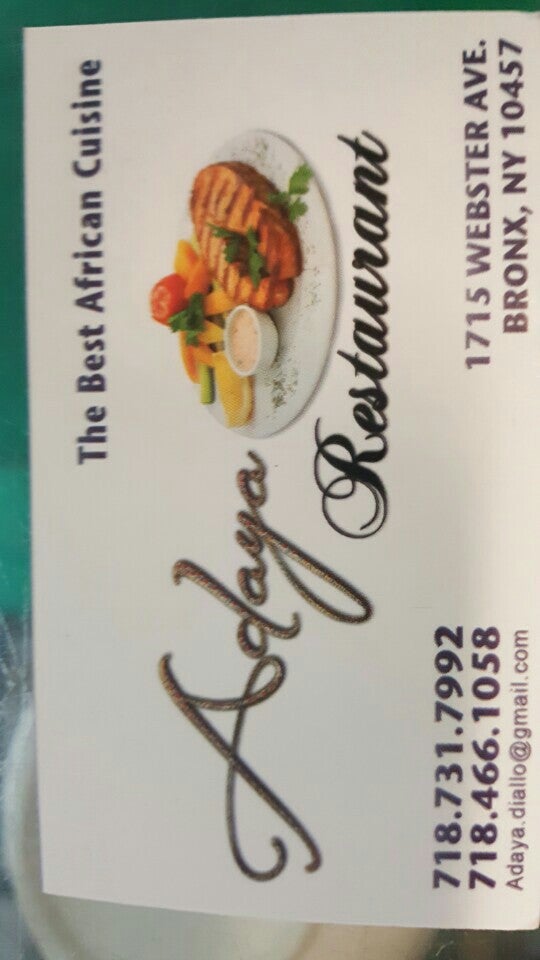 The Best African Cuisine
Adaya
Restaurant
718.731.7992
718.466.1058
Adaya.diallo@gmail.com
1715 WEBSTER AVE.
BRONX, NY 10457